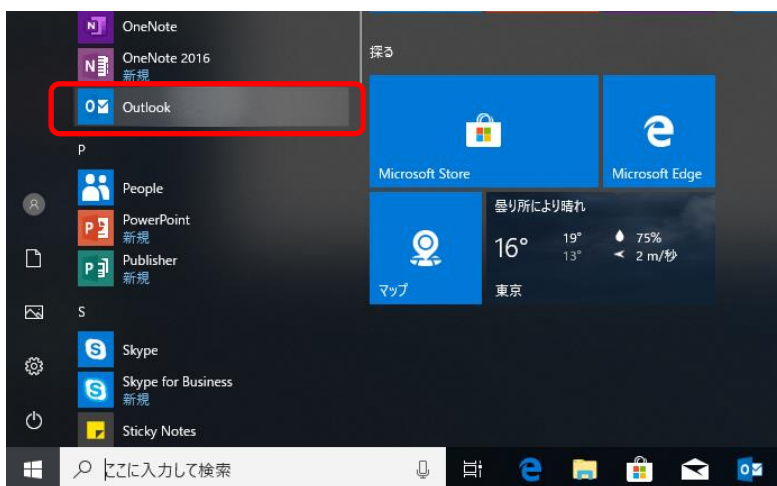 OneNote
OneNote 2016
新規
Outlook
P
People
PowerPoint
新規
Publisher
新規
S
Skype
Skype for Business
新規
Sticky Notes
探る
Microsoft Store
Microsoft Edge
マップ
曇り所により晴れ
16° 19° 75%
13° 2 m/秒
東京
ここに入力して検索